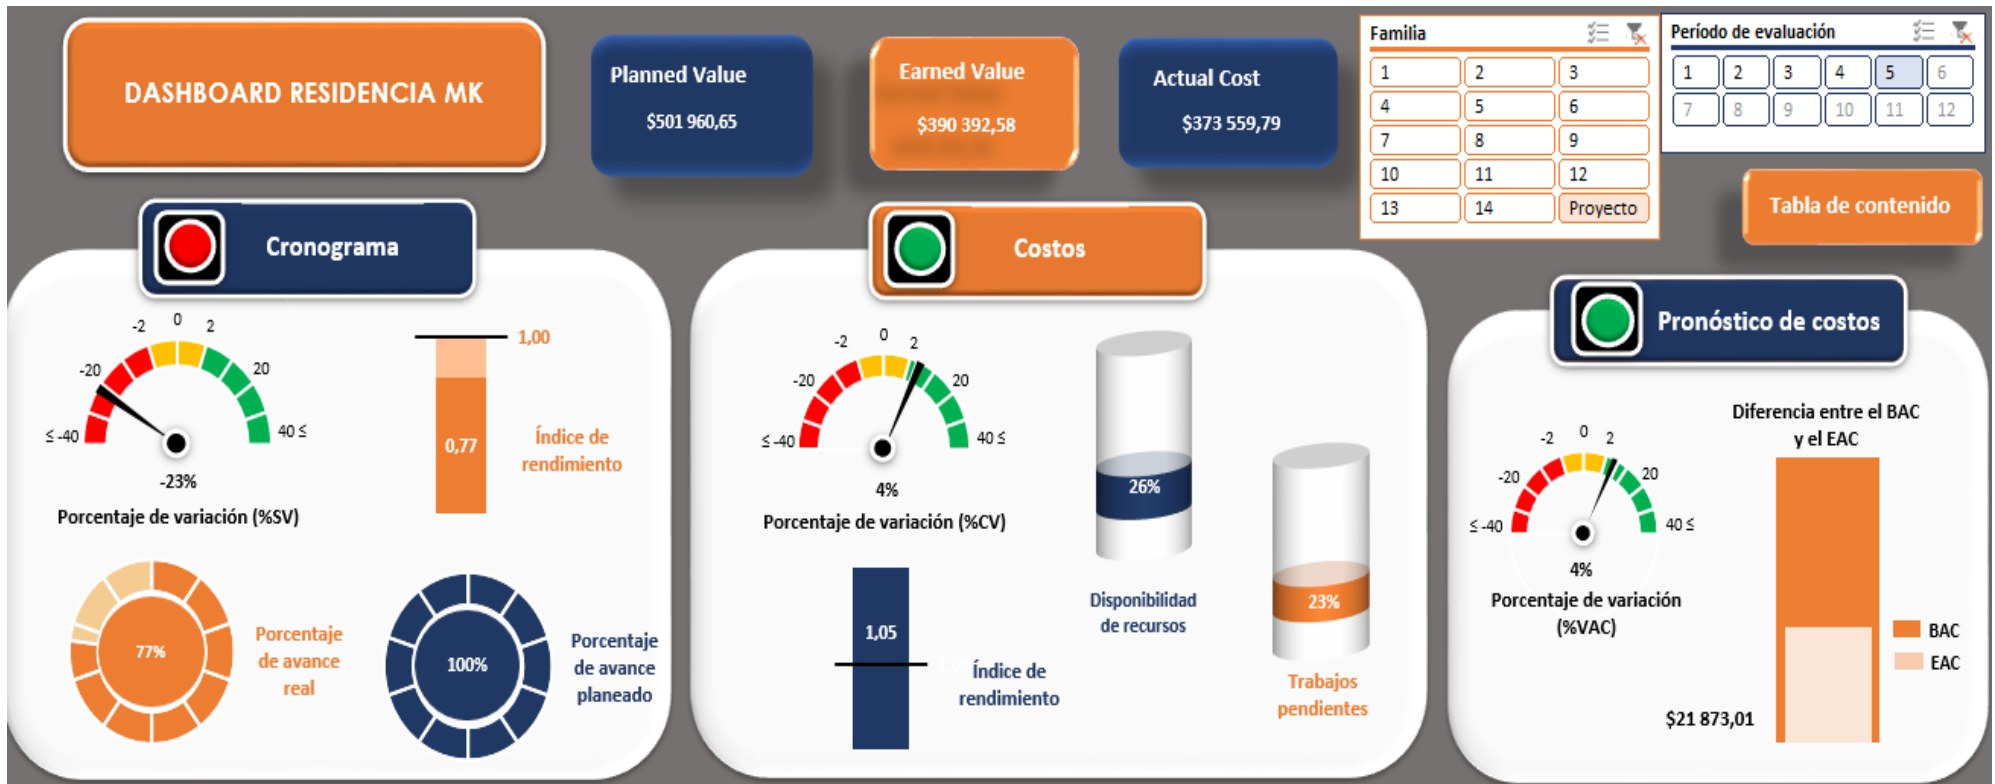 DASHBOARD RESIDENCIA MK
Planned Value
$501 960,65
Earned Value
$390 392,58
Actual Cost
$373 559,79
Familia
1 2 3
4 5 6
7 8 9
10 11 12
13 14 Proyecto
Período de evaluación
1 2 3 4 5 6
7 8 9 10 11 12
Tabla de contenido
Cronograma
≤ -40 -20 -2 0 2 20 40 ≤
-23%
Porcentaje de variación (%SV)
1,00
0,77
Índice de
rendimiento
77%
Porcentaje
de avance
real
100%
Porcentaje
de avance
planeado
Costos
≤ -40 -20 -2 0 2 20 40 ≤
4%
Porcentaje de variación (%CV)
1,05
Índice de
rendimiento
26%
Disponibilidad
de recursos
23%
Trabajos
pendientes
Pronóstico de costos
≤ -40 -20 -2 0 2 20 40 ≤
4%
Porcentaje de variación
(%VAC)
Diferencia entre el BAC
y el EAC
$21 873,01
BAC
EAC